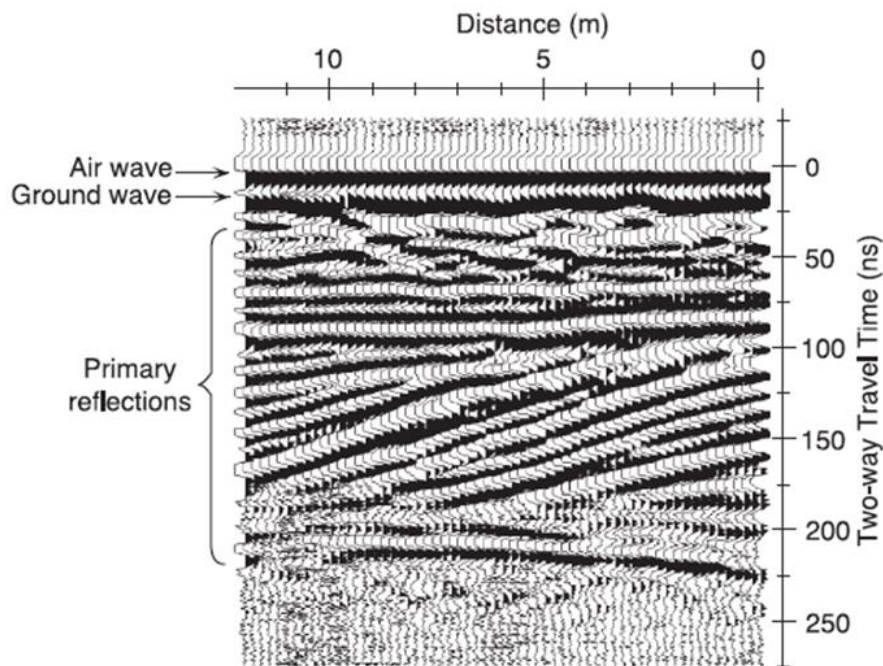 Distance (m)
10 5 0
Air wave
Ground wave
Primary
reflections
0
50
100
150
200
250
Two-way Travel Time (ns)